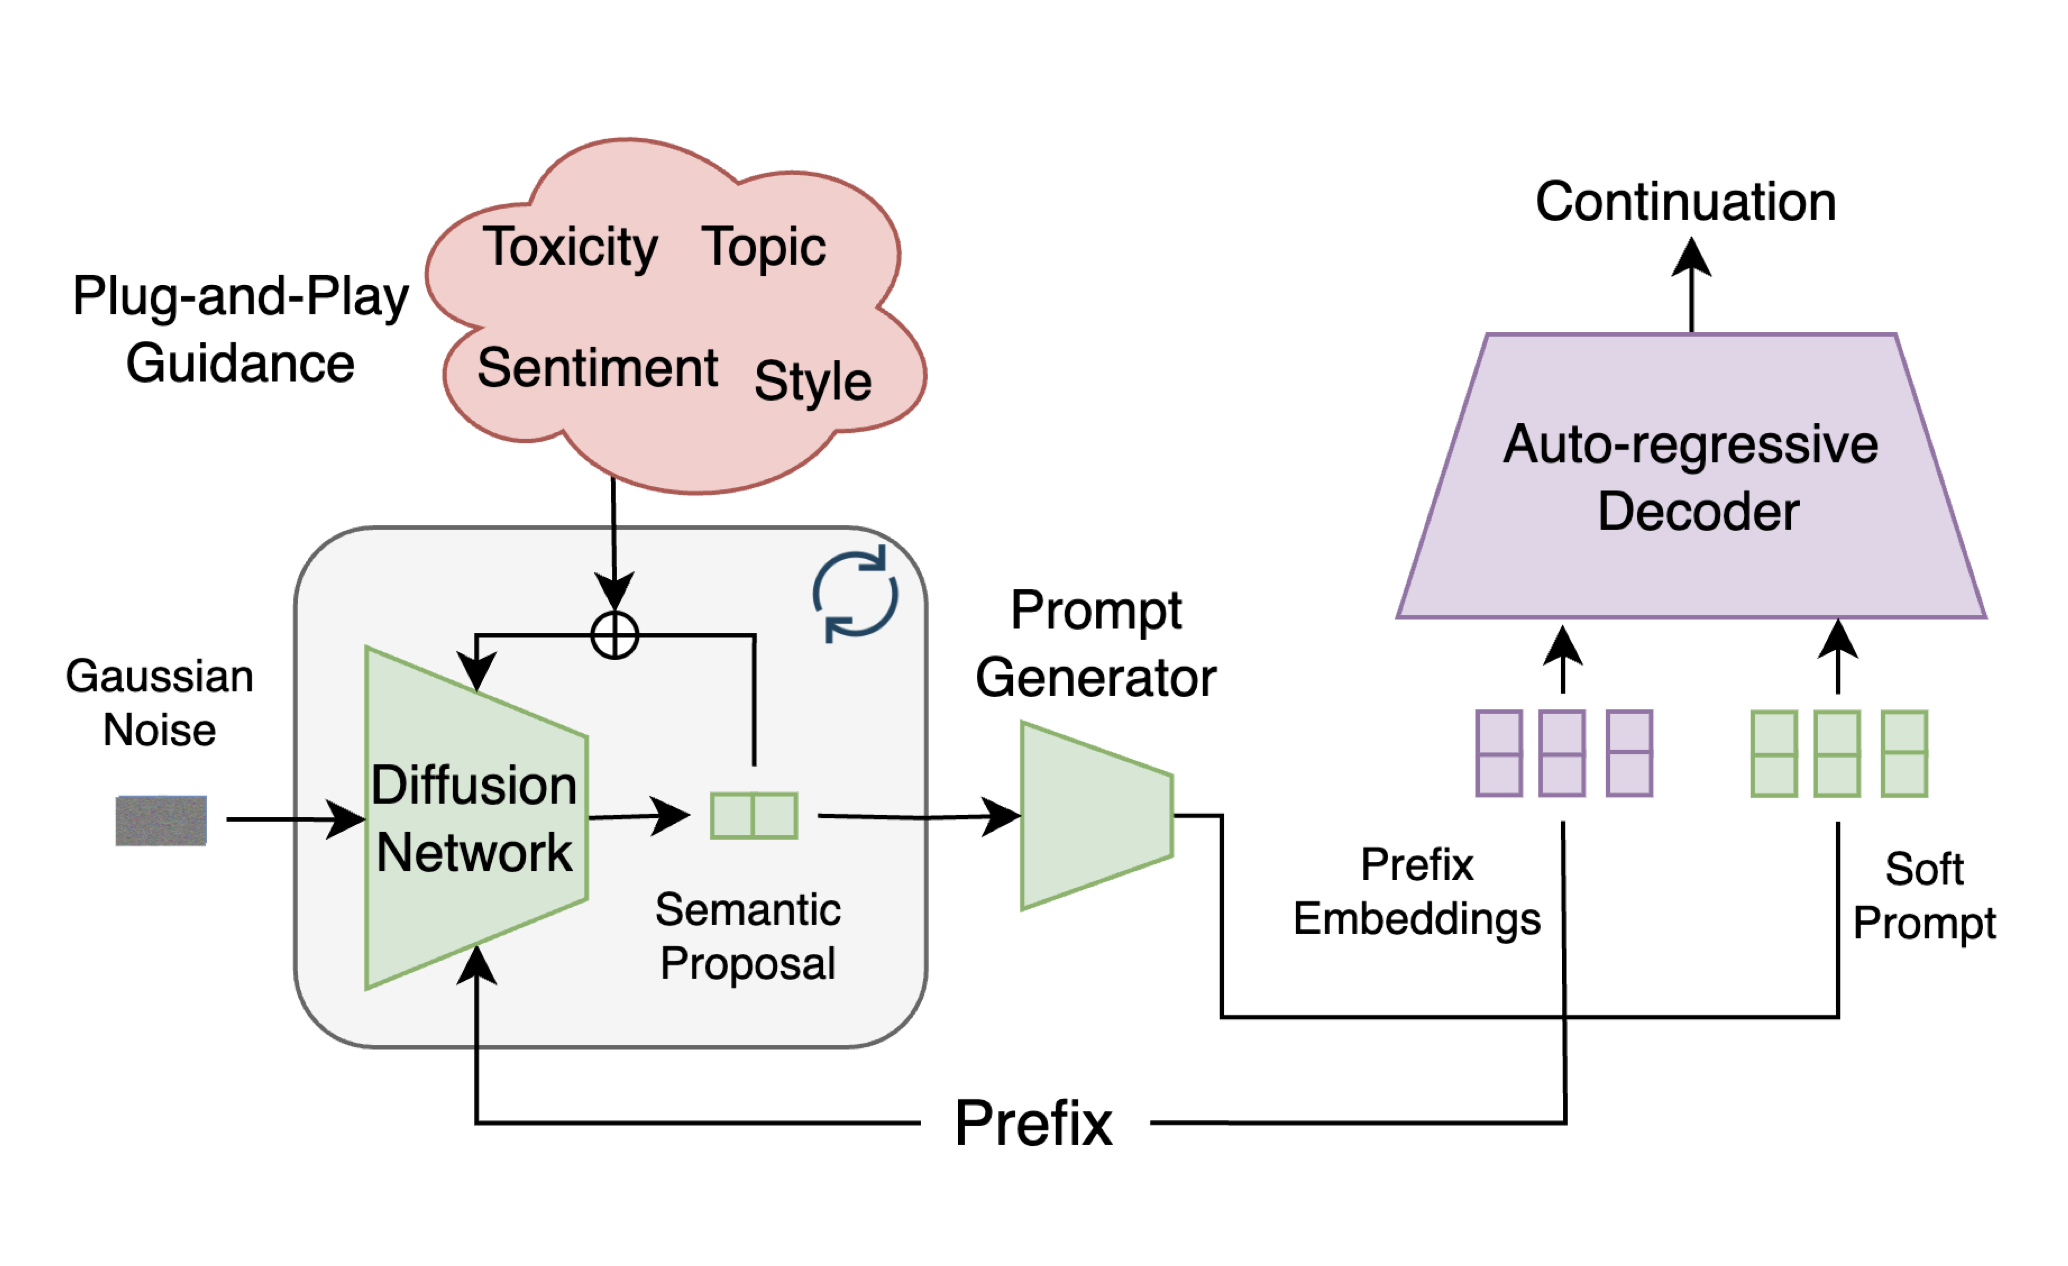 Plug-and-Play
Guidance
Toxicity Topic
Sentiment Style
Gaussian
Noise
Diffusion
Network
Semantic
Proposal
Prompt
Generator
Prefix
Continuation
Auto-regressive
Decoder
Prefix
Embeddings
Soft
Prompt